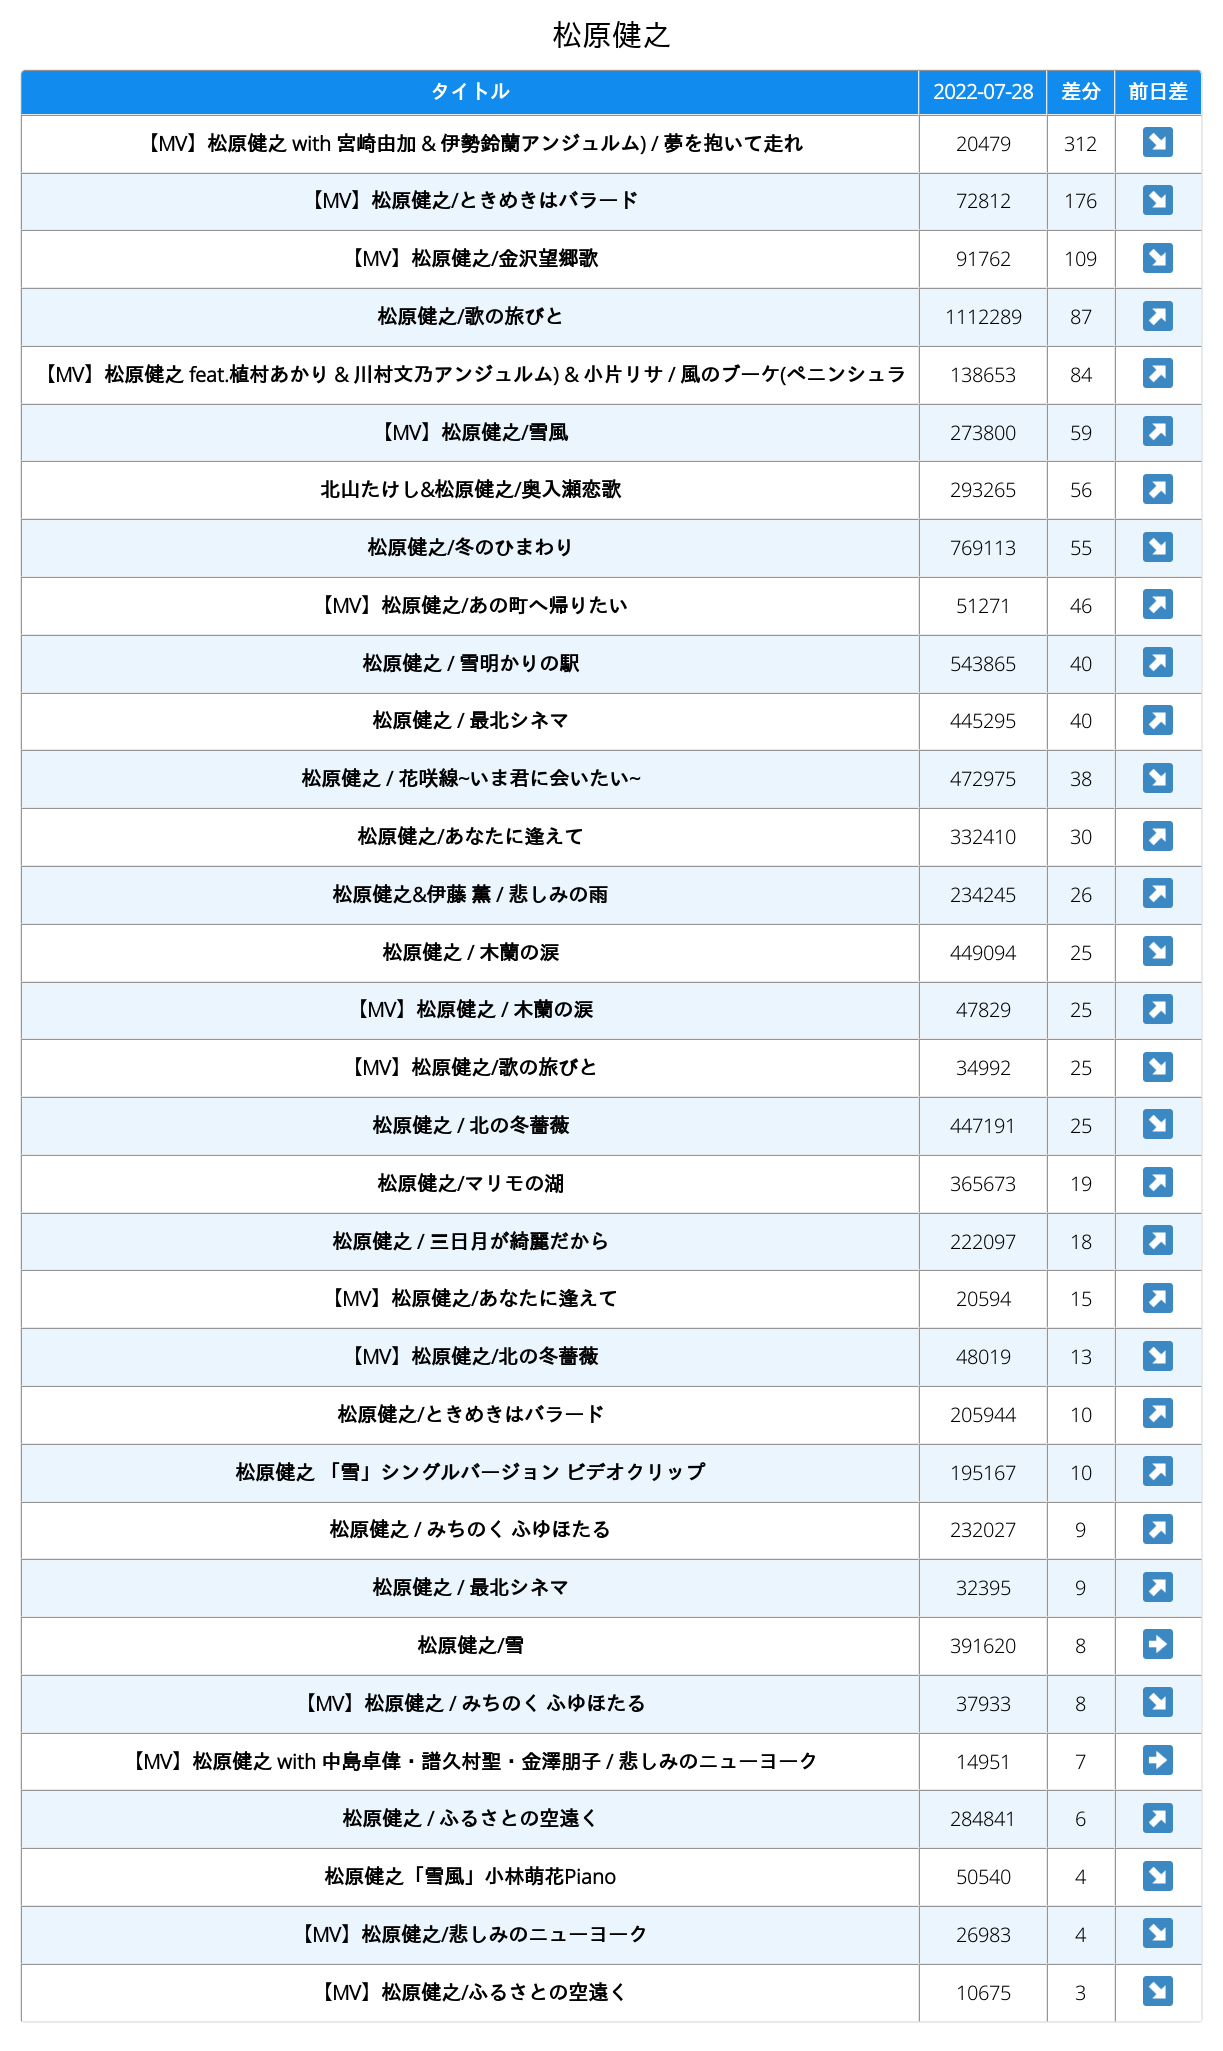 松原健之
タイトル 2022-07-28 差分 前日差
【MV】松原健之 with 宮崎由加 & 伊勢鈴蘭アンジュルム) / 夢を抱いて走れ 20479 312 ↘
【MV】松原健之/ときめきはバラード 72812 176 ↘
【MV】松原健之/金沢望郷歌 91762 109 ↘
松原健之/歌の旅びと 1112289 87 ↗
【MV】松原健之 feat.植村あかり & 川村文乃アンジュルム) & 小片リサ / 風のブーケ(ペニンシュラ 138653 84 ↗
【MV】松原健之/雪風 273800 59 ↗
北山たけし&松原健之/奥入瀬恋歌 293265 56 ↗
松原健之/冬のひまわり 769113 55 ↘
【MV】松原健之/あの町へ帰りたい 51271 46 ↗
松原健之 / 雪明かりの駅 543865 40 ↗
松原健之 / 最北シネマ 445295 40 ↗
松原健之 / 花咲線~いま君に会いたい~ 472975 38 ↘
松原健之/あなたに逢えて 332410 30 ↗
松原健之&伊藤 薫 / 悲しみの雨 234245 26 ↗
松原健之 / 木蘭の涙 449094 25 ↘
【MV】松原健之 / 木蘭の涙 47829 25 ↗
【MV】松原健之/歌の旅びと 34992 25 ↘
松原健之 / 北の冬薔薇 447191 25 ↘
松原健之/マリモの湖 365673 19 ↗
松原健之 / 三日月が綺麗だから 222097 18 ↗
【MV】松原健之/あなたに逢えて 20594 15 ↗
【MV】松原健之/北の冬薔薇 48019 13 ↘
松原健之/ときめきはバラード 205944 10 ↗
松原健之 「雪」シングルバージョン ビデオクリップ 195167 10 ↗
松原健之 / みちのく ふゆほたる 232027 9 ↗
松原健之 / 最北シネマ 32395 9 ↗
松原健之/雪 391620 8 ➡
【MV】松原健之 / みちのく ふゆほたる 37933 8 ↘
【MV】松原健之 with 中島卓偉・譜久村聖・金澤朋子 / 悲しみのニューヨーク 14951 7 ➡
松原健之 / ふるさとの空遠く 284841 6 ↗
松原健之「雪風」小林萌花Piano 50540 4 ↘
【MV】松原健之/悲しみのニューヨーク 26983 4 ↘
【MV】松原健之/ふるさとの空遠く 10675 3 ↘